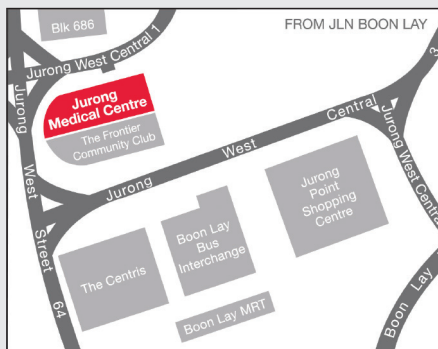 Blk 686
FROM JLN BOON LAY
Jurong West Central 1
Jurong
Medical Centre
The Frontier
Community Club
Jurong West Street 64
Jurong West Central 3
Jurong West Central
Jurong
Point
Shopping
Centre
Boon Lay
Bus
Interchange
The Centris
Boon Lay MRT
Boon Lay